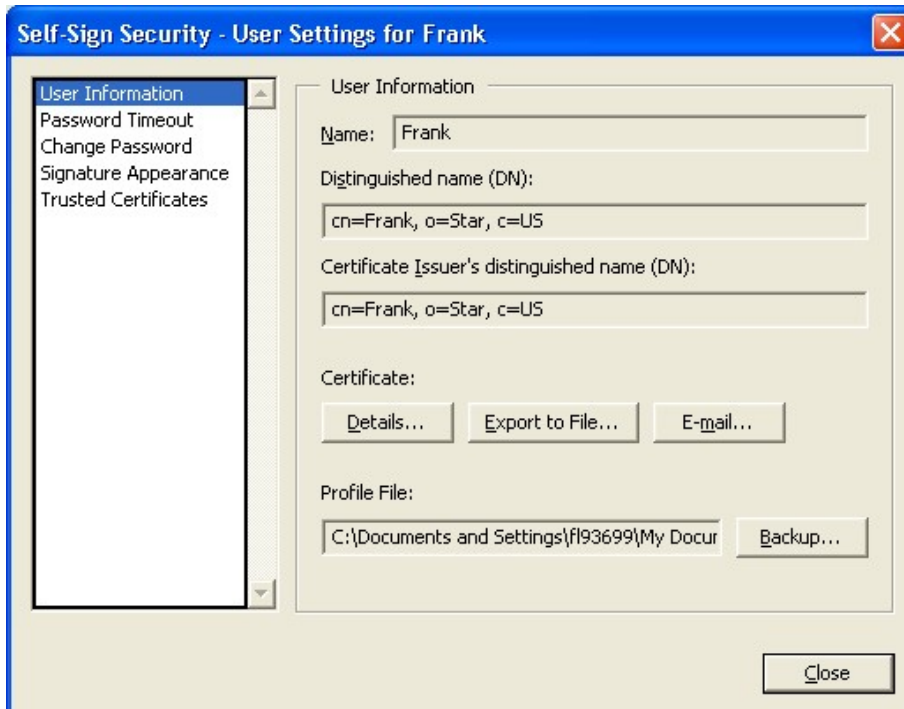 Self-Sign Security - User Settings for Frank
User Information
Password Timeout
Change Password
Signature Appearance
Trusted Certificates
User Information
Name: Frank
Distinguished name (DN):
cn=Frank, o=Star, c=US
Certificate Issuer's distinguished name (DN):
cn=Frank, o=Star, c=US
Certificate:
Details... Export to File... E-mail...
Profile File:
C:\Documents and Settings\fl93699\My Docur Backup...
Close